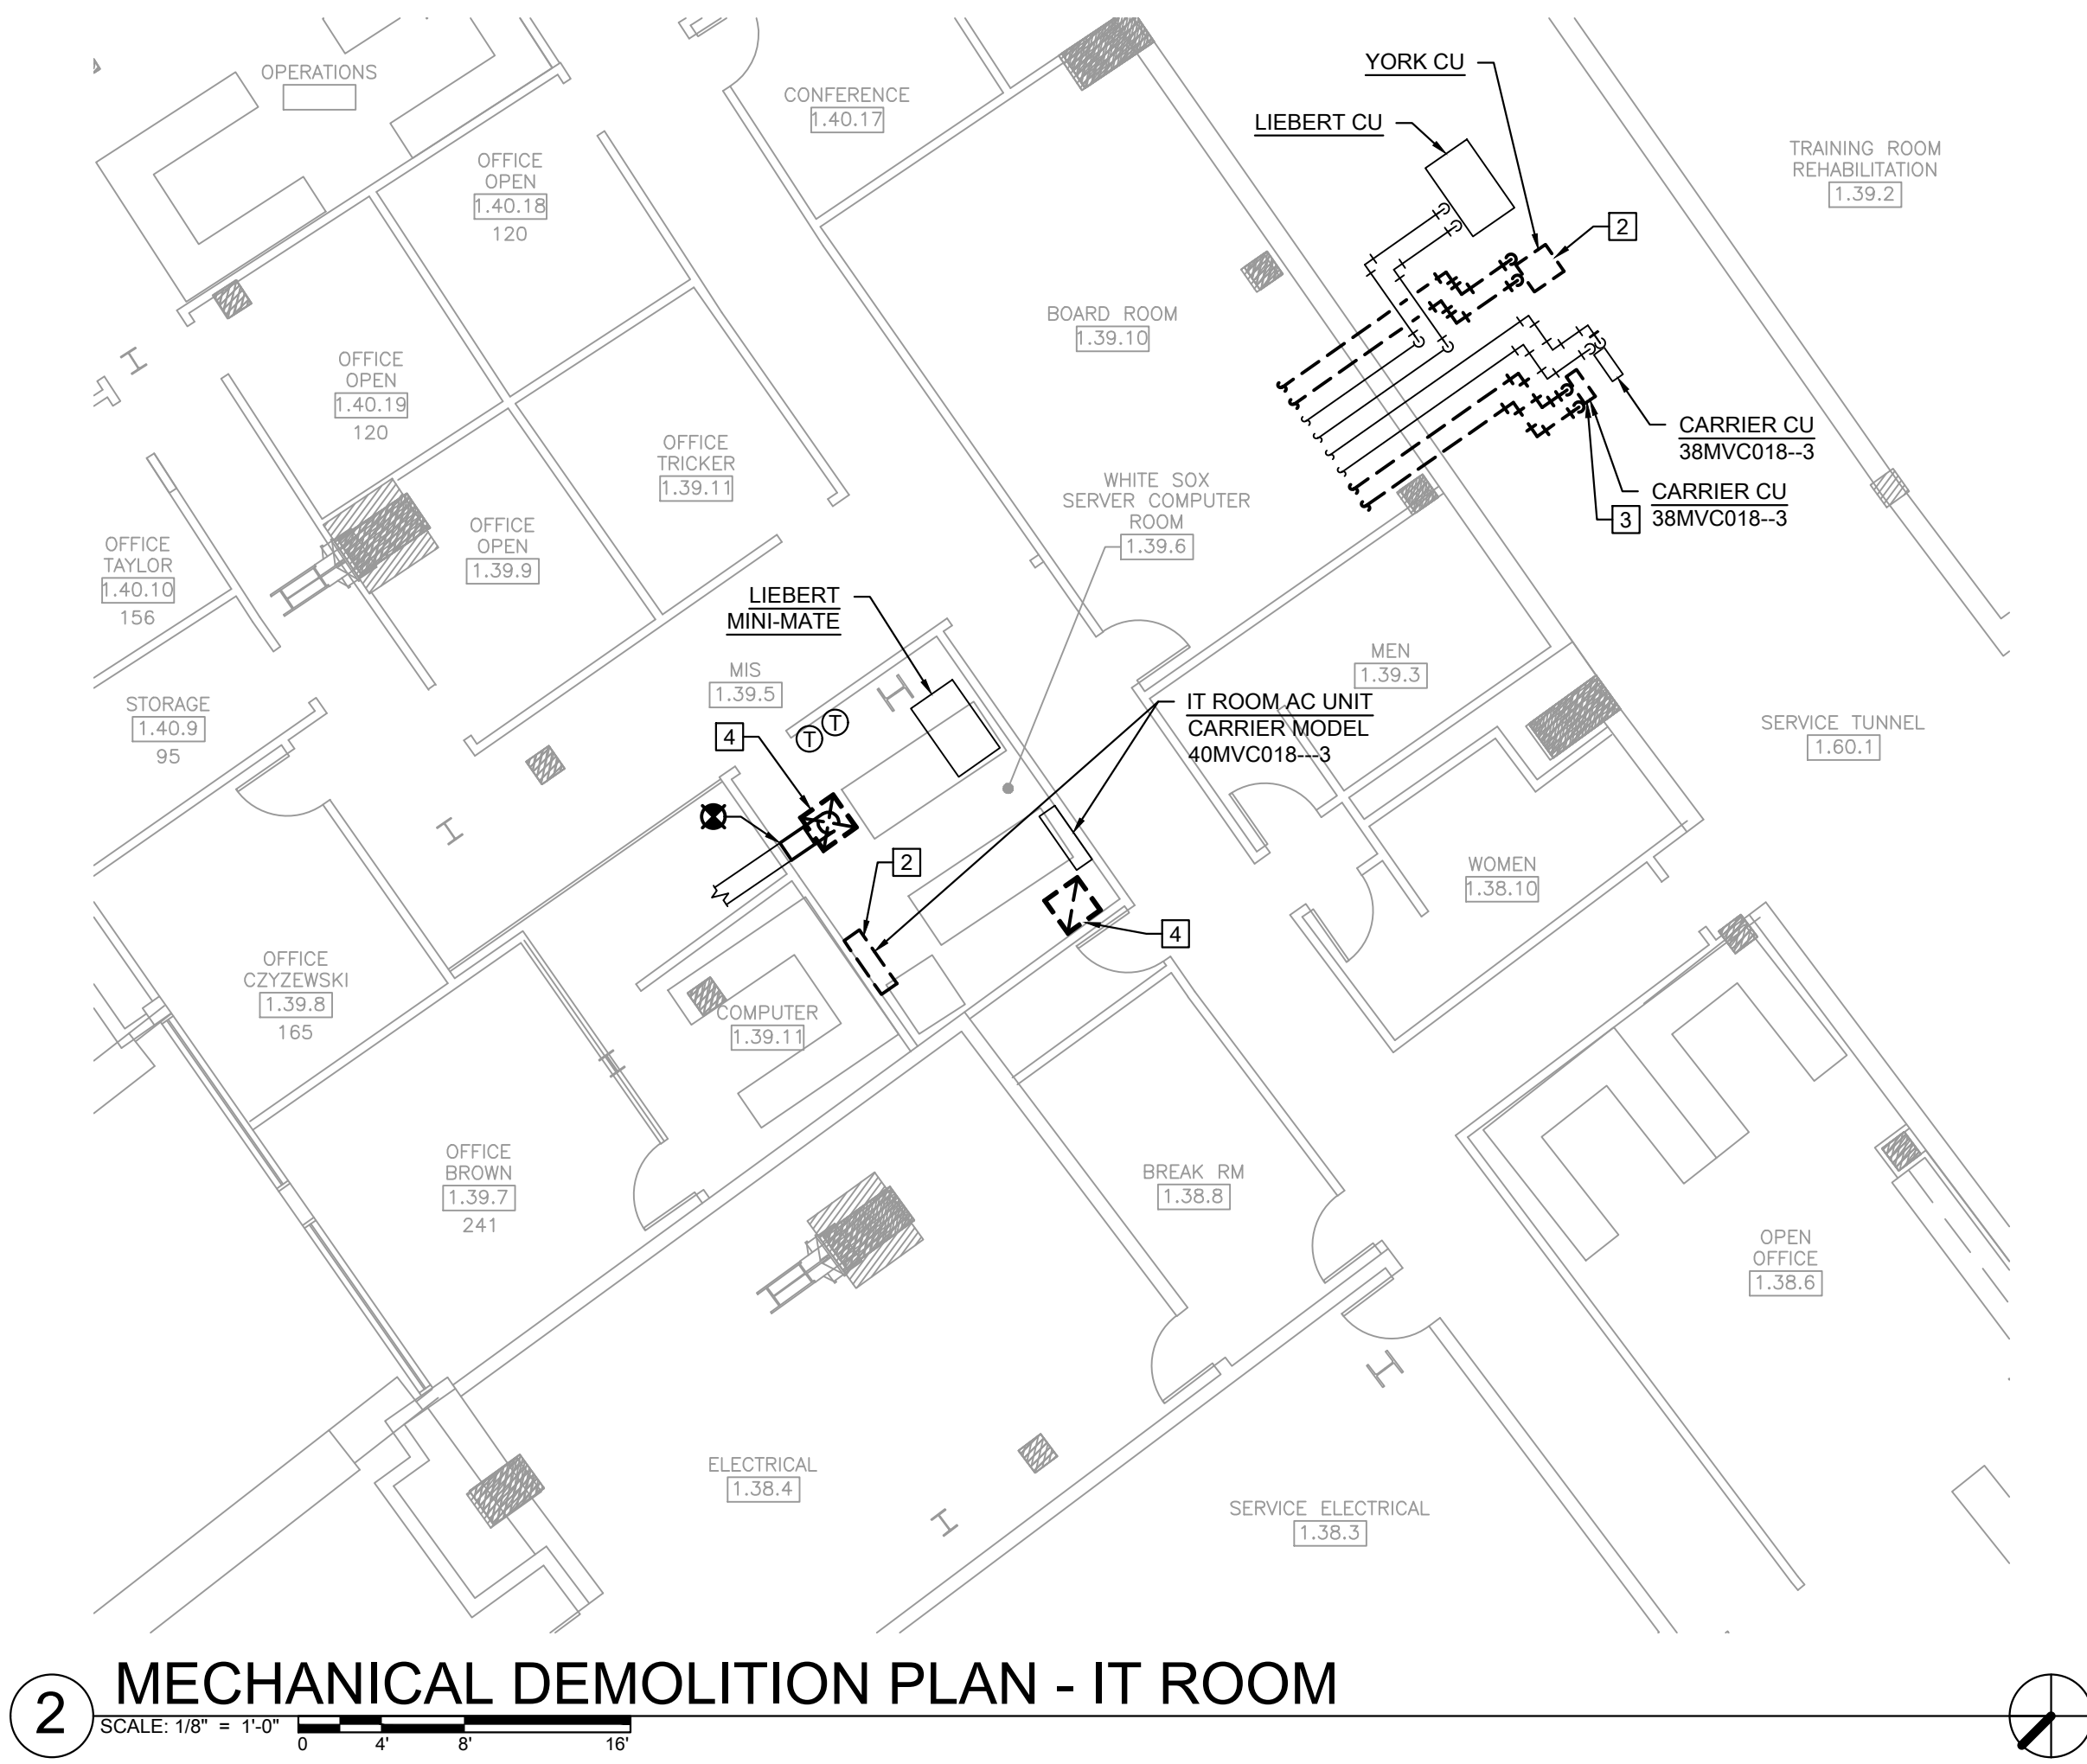 YORK CU
OPERATIONS
LIEBERT CU
CONFERENCE
1.40.17
TRAINING ROOM
REHABILITATION
1.39.2
OFFICE
OPEN
1.40.18
120
2
BOARD ROOM
1.39.10
OFFICE
OPEN
1.40.19
120
OFFICE
TRICKER
1.39.11
CARRIER CU
38MVC018--3
CARRIER CU
38MVC018--3
3
WHITE SOX
SERVER COMPUTER
ROOM
1.39.6
OFFICE
OPEN
1.39.9
OFFICE
TAYLOR
1.40.10
156
LIEBERT
MINI-MATE
MEN
1.39.3
MIS
1.39.5
STORAGE
1.40.9
95
IT ROOM AC UNIT
CARRIER MODEL
40MVC018---3
SERVICE TUNNEL
1.60.1
4
T
T
2
WOMEN
1.38.10
4
OFFICE
CZYZEWSKI
1.39.8
165
COMPUTER
1.39.11
OFFICE
BROWN
1.39.7
241
BREAK RM
1.38.8
OPEN
OFFICE
1.38.6
ELECTRICAL
1.38.4
SERVICE ELECTRICAL
1.38.3
2
MECHANICAL DEMOLITION PLAN - IT ROOM
SCALE: 1/8" = 1'-0"
0 4' 8' 16'